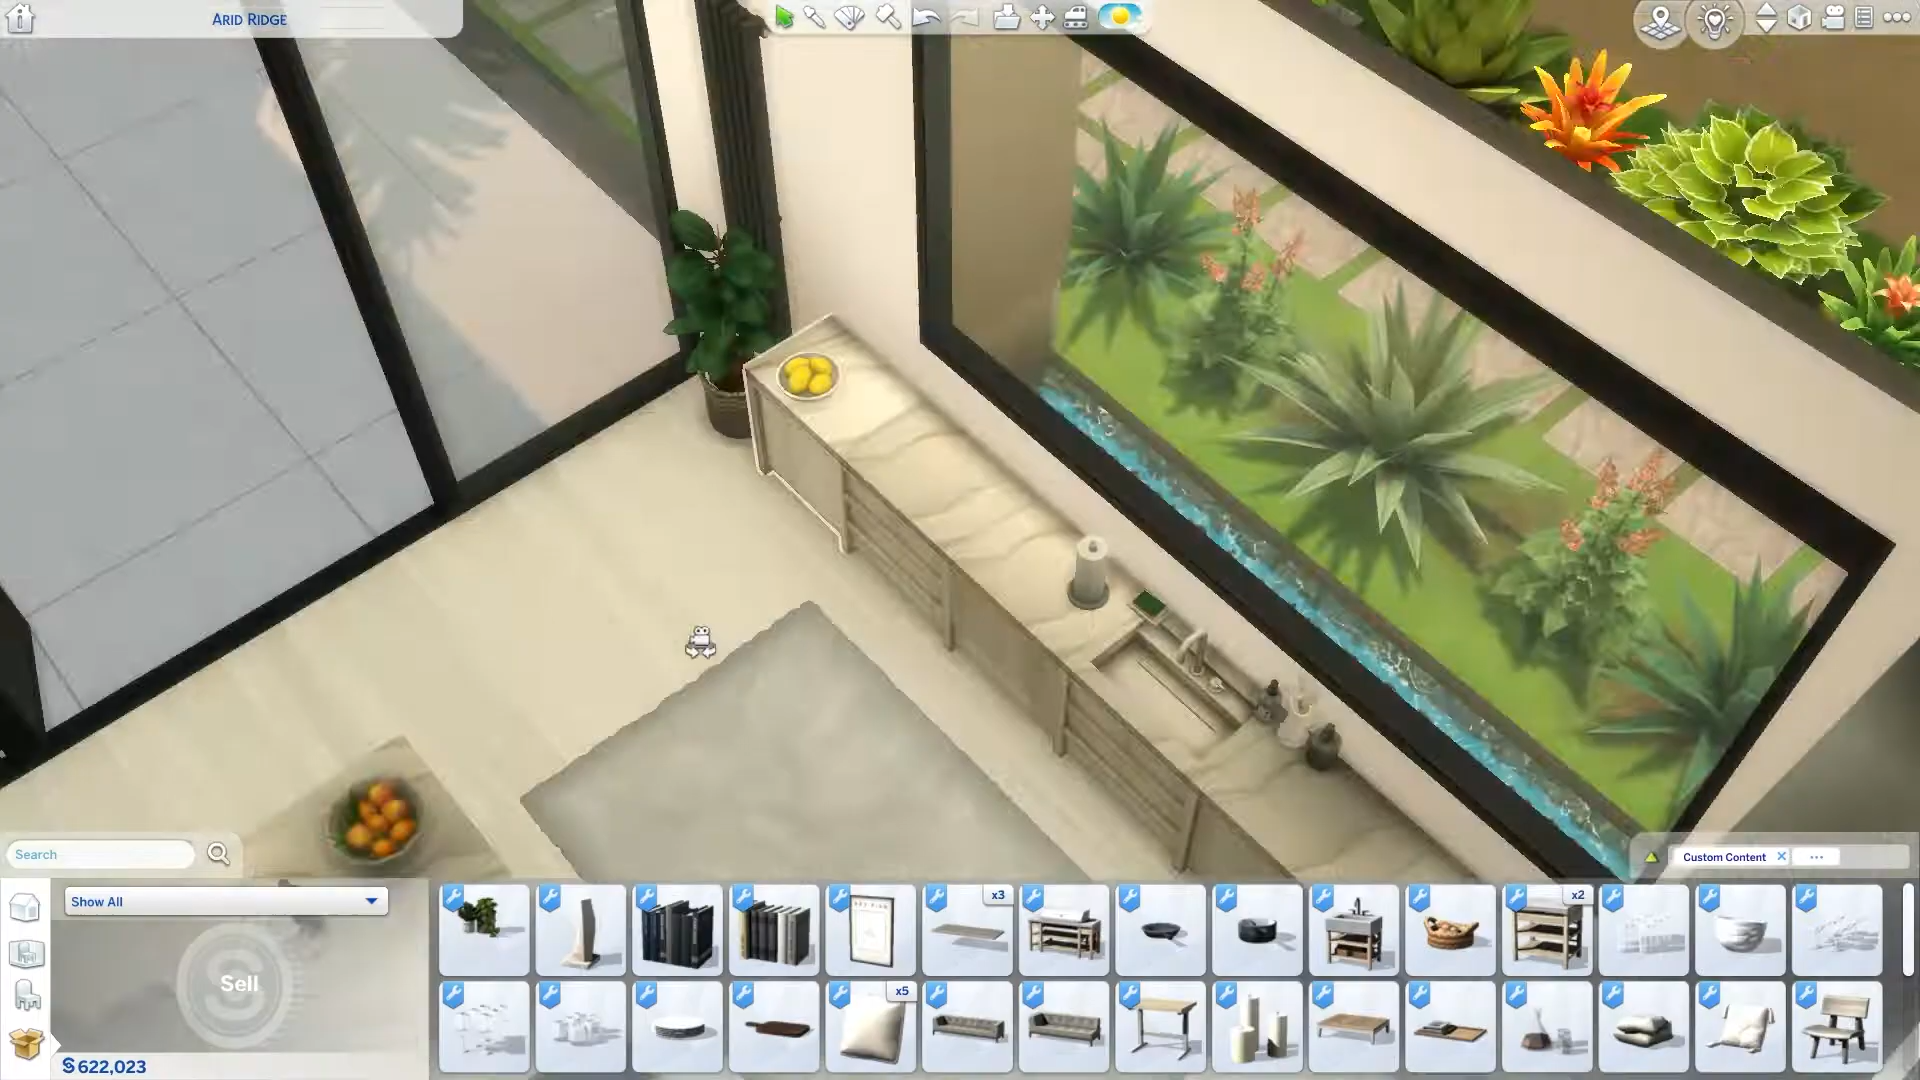 ARID RIDGE
Search
Custom Content
...
Show All
Sell
x3
x2
x5
§622,023